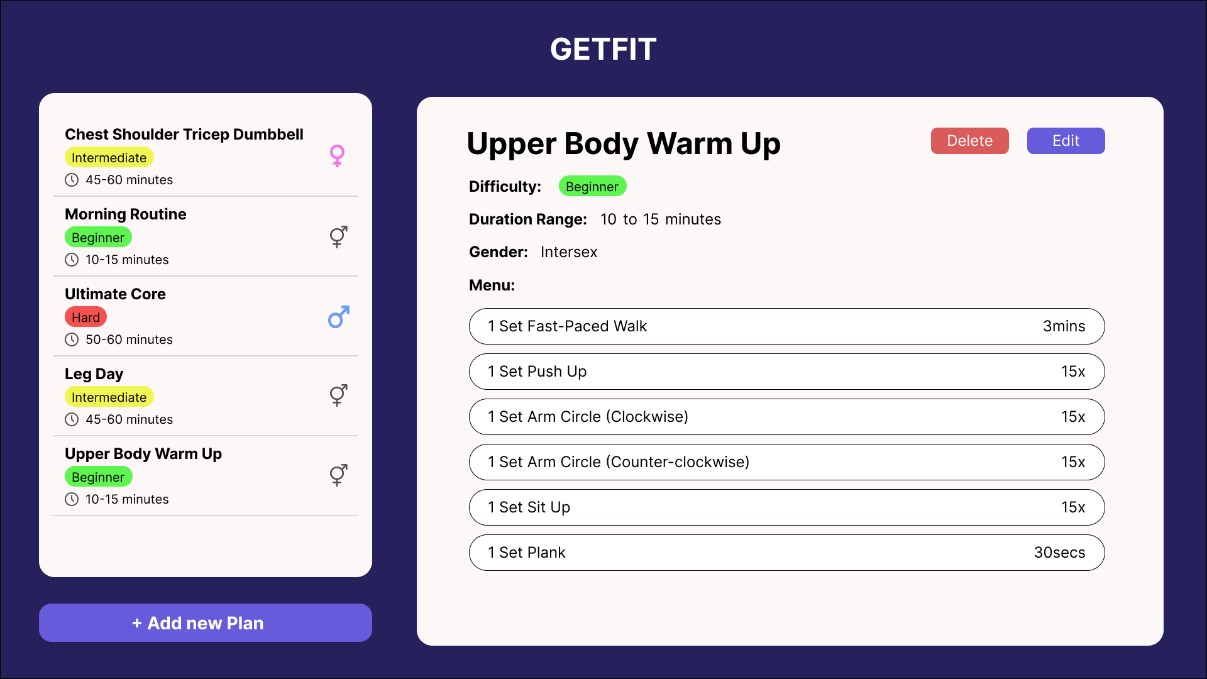 GETFIT
Chest Shoulder Tricep Dumbbell
Intermediate
45-60 minutes
Morning Routine
Beginner
10-15 minutes
Ultimate Core
Hard
50-60 minutes
Leg Day
Intermediate
45-60 minutes
Upper Body Warm Up
Beginner
10-15 minutes
+ Add new Plan
Upper Body Warm Up
Delete
Edit
Difficulty: Beginner
Duration Range: 10 to 15 minutes
Gender: Intersex
Menu:
1 Set Fast-Paced Walk 3mins
1 Set Push Up 15x
1 Set Arm Circle (Clockwise) 15x
1 Set Arm Circle (Counter-clockwise) 15x
1 Set Sit Up 15x
1 Set Plank 30secs